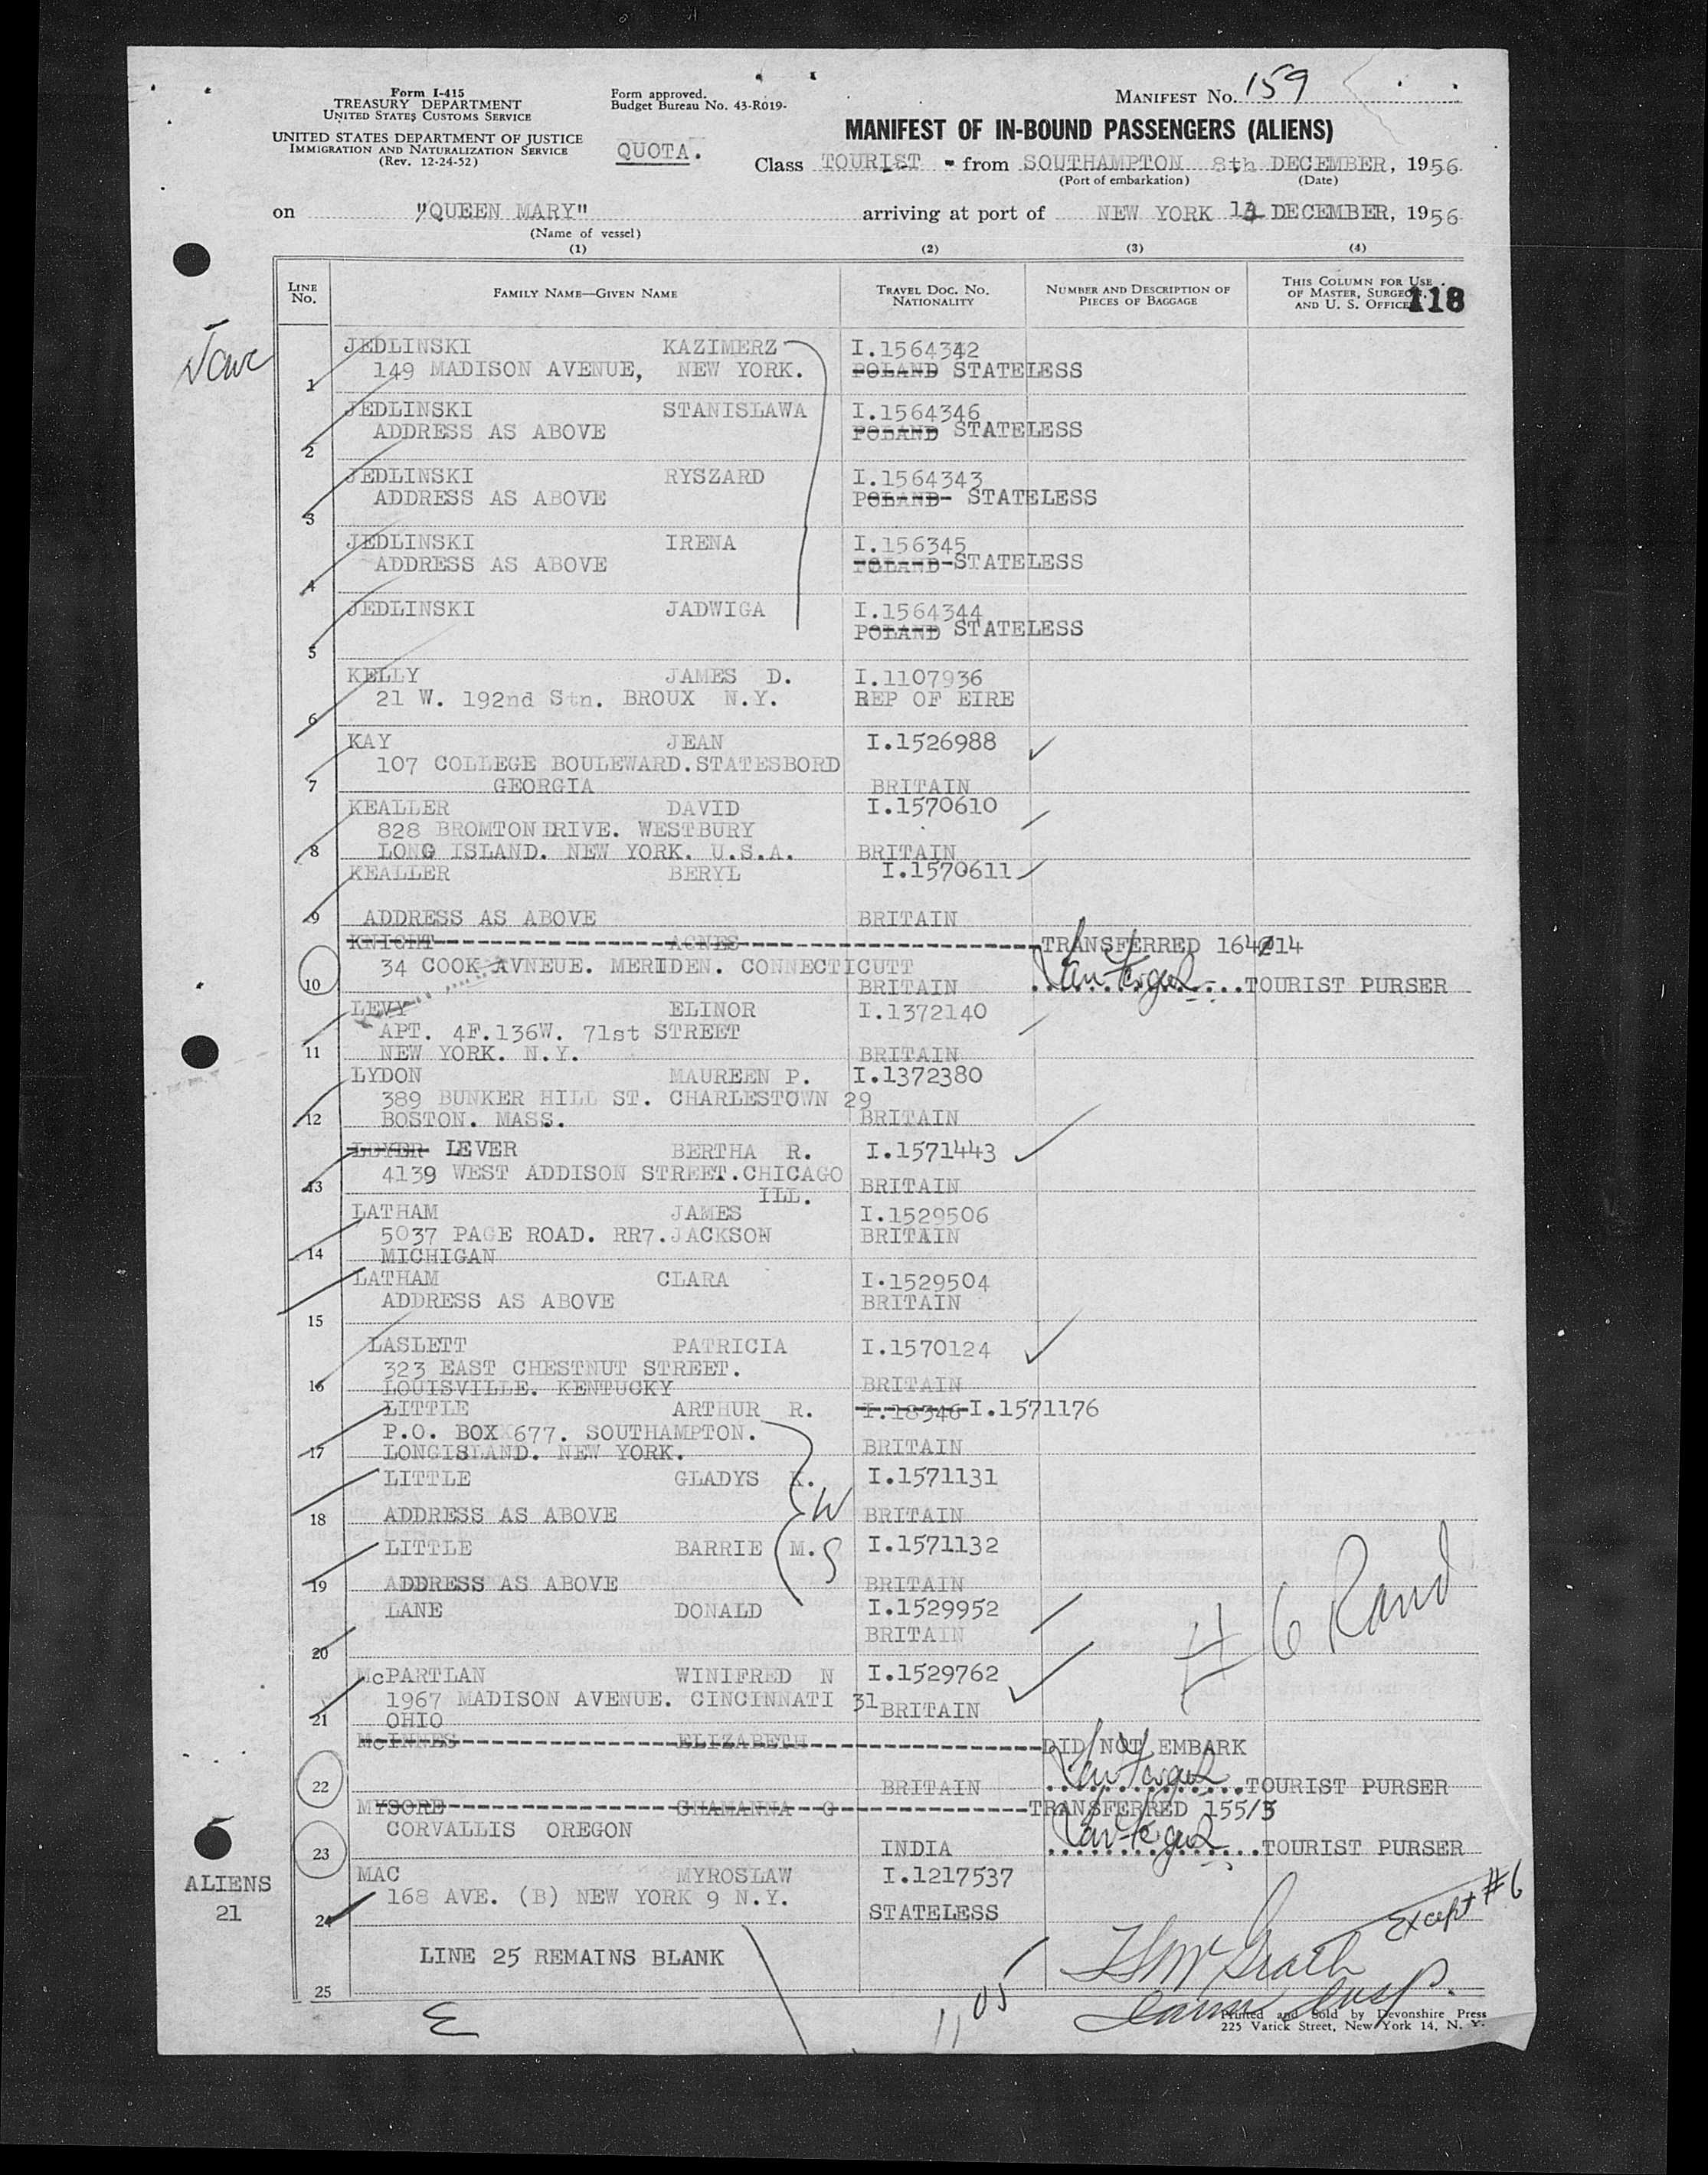 Form I-415
TREASURY DEPARTMENT
UNITED STATES CUSTOMS SERVICE
UNITED STATES DEPARTMENT OF JUSTICE
IMMIGRATION AND NATURALIZATION SERVICE
(Rev. 12-24-52)
Form approved.
Budget Bureau No. 43-R019-
QUOTA.
MANIFEST No. 159
MANIFEST OF IN-BOUND PASSENGERS (ALIENS)
Class TOURIST - from SOUTHAMPTON 8th DECEMBER, 1956
(Port of embarkation) (Date)
on "QUEEN MARY" arriving at port of NEW YORK DECEMBER, 1956
(Name of vessel)
(1) (2) (3) (4)
LINE No. FAMILY NAME—GIVEN NAME TRAVEL DOC. NO. NATIONALITY NUMBER AND DESCRIPTION OF PIECES OF BAGGAGE THIS COLUMN FOR USE OF MASTER, SURGEON, AND U. S. OFFICERS
118
JEDLINSKI KAZIMERZ I.1564342
1 149 MADISON AVENUE, NEW YORK. POLAND STATELESS
JEDLINSKI STANISLAWA I.1564346
2 ADDRESS AS ABOVE POLAND STATELESS
JEDLINSKI RYSZARD I.1564343
3 ADDRESS AS ABOVE POLAND- STATELESS
JEDLINSKI IRENA I.156345
4 ADDRESS AS ABOVE POLAND-STATELESS
JEDLINSKI JADWIGA I.1564344
5 POLAND STATELESS
KELLY JAMES D. I.1107936
6 21 W. 192nd Stn. BROUX N.Y. REP OF EIRE
KAY JEAN I.1526988
107 COLLEGE BOULEWARD.STATESBORD
7 GEORGIA BRITAIN
KEALLER DAVID I.1570610
828 BROMTON DRIVE. WESTBURY
8 LONG ISLAND. NEW YORK. U.S.A. BRITAIN
KEALLER BERYL I.1570611
9 ADDRESS AS ABOVE BRITAIN
KNIGHT AGNES TRANSFERRED 164/14
34 COOK AVNEUE. MERIDEN. CONNECTICUTT
10 BRITAIN TOURIST PURSER
LEVY ELINOR I.1372140
APT. 4F.136W. 71st STREET
11 NEW YORK. N.Y. BRITAIN
LYDON MAUREEN P. I.1372380
389 BUNKER HILL ST. CHARLESTOWN 29
12 BOSTON. MASS. BRITAIN
LEYER LEVER BERTHA R. I.1571443
4139 WEST ADDISON STREET.CHICAGO
13 ILL. BRITAIN
LATHAM JAMES I.1529506
5037 PAGE ROAD. RR7.JACKSON BRITAIN
14 MICHIGAN
LATHAM CLARA I.1529504
ADDRESS AS ABOVE BRITAIN
15
LASLETT PATRICIA I.1570124
323 EAST CHESTNUT STREET.
16 LOUISVILLE. KENTUCKY BRITAIN
LITTLE ARTHUR R. I.18346 I.1571176
P.O. BOX 677. SOUTHAMPTON.
17 LONGISLAND. NEW YORK. BRITAIN
LITTLE GLADYS K. I.1571131
18 ADDRESS AS ABOVE W BRITAIN
LITTLE BARRIE M. S I.1571132
19 ADDRESS AS ABOVE BRITAIN
LANE DONALD I.1529952
BRITAIN
20
# 6 Rand
McPARTLAN WINIFRED N I.1529762
1967 MADISON AVENUE. CINCINNATI 31 BRITAIN
21 OHIO
McINNES ELIZABETH DID NOT EMBARK
22 BRITAIN TOURIST PURSER
MYSORE CHAMANNA G TRANSFERRED 155/3
CORVALLIS OREGON
23 INDIA TOURIST PURSER
MAC MYROSLAW I.1217537
168 AVE. (B) NEW YORK 9 N.Y.
24 STATELESS
ALIENS
21
Except #6
LINE 25 REMAINS BLANK
25
11 05
Printed and Sold by Devonshire Press
225 Varick Street, New York 14, N. Y.